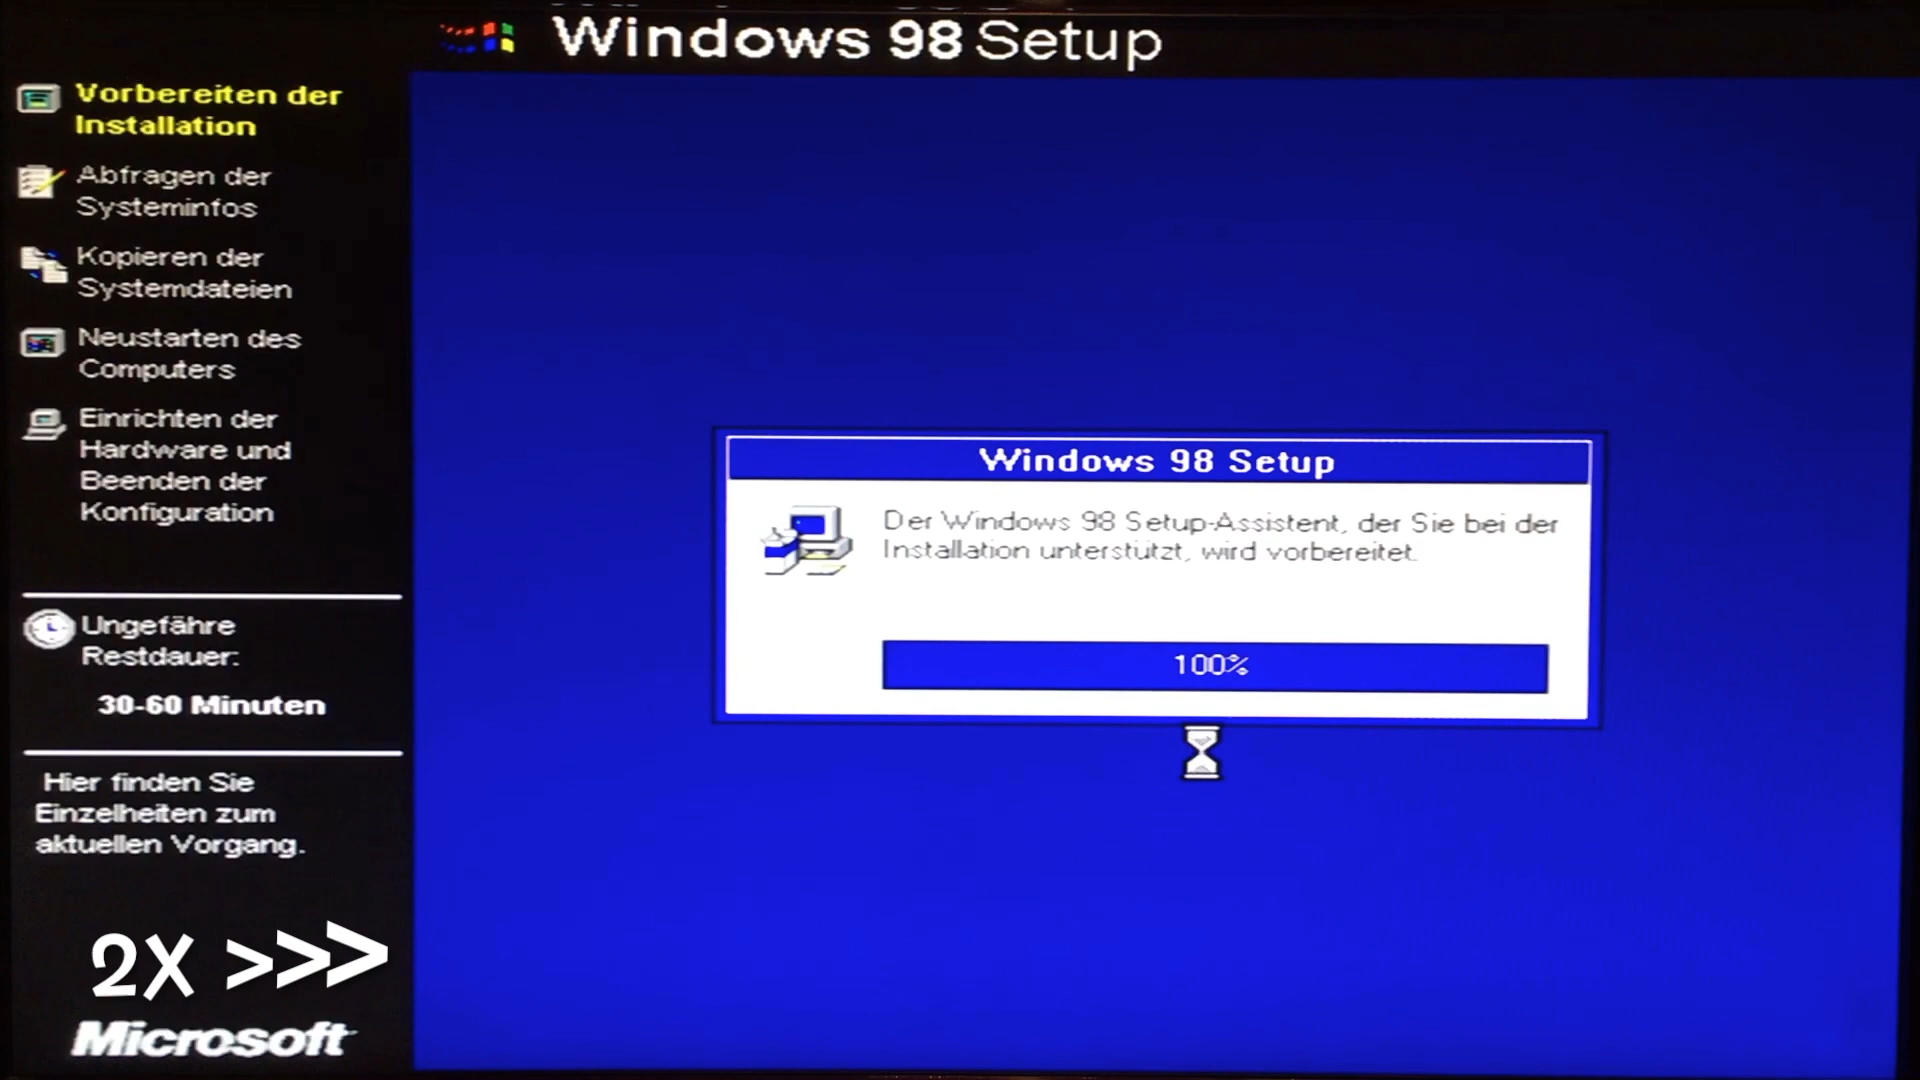 Windows 98 Setup
Vorbereiten der
Installation
Abfragen der
Systeminfos
Kopieren der
Systemdateien
Neustarten des
Computers
Einrichten der
Hardware und
Beenden der
Konfiguration
Ungefähre
Restdauer:
30-60 Minuten
Hier finden Sie
Einzelheiten zum
aktuellen Vorgang.
2X >>>
Microsoft
Windows 98 Setup
Der Windows 98 Setup-Assistent, der Sie bei der
Installation unterstützt, wird vorbereitet.
100%